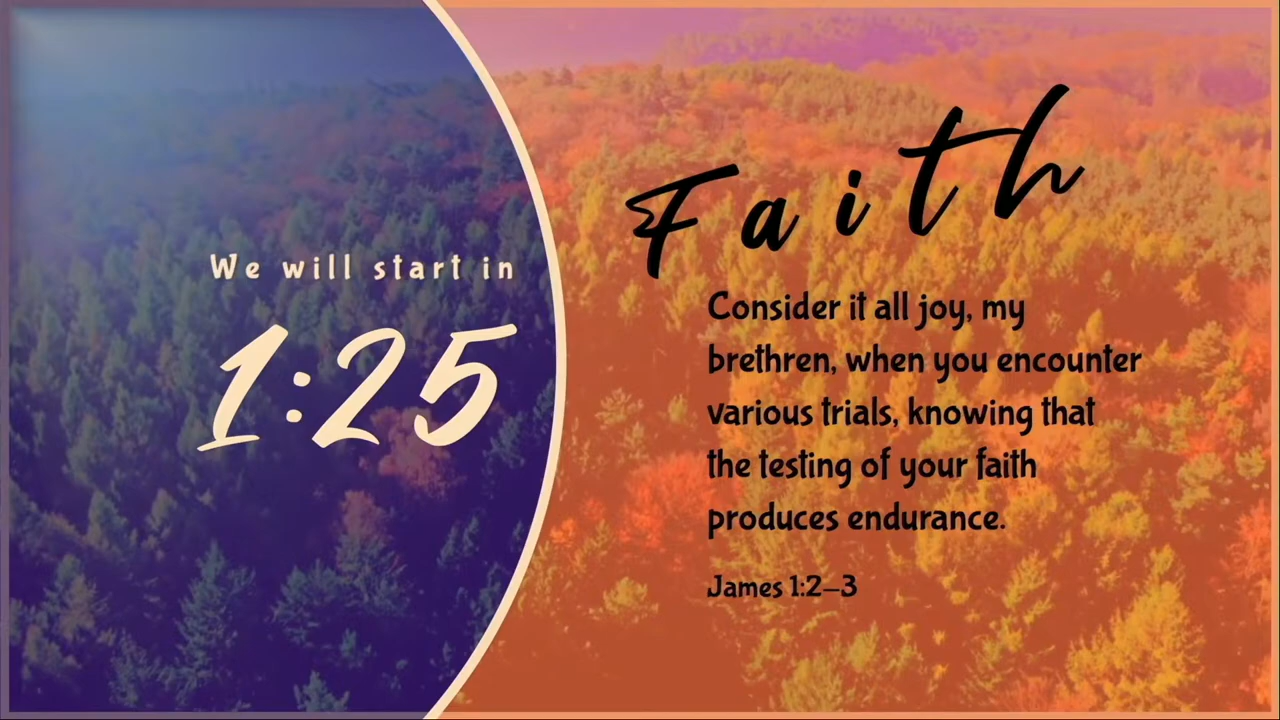 We will start in
1:25
Faith
Consider it all joy, my
brethren, when you encounter
various trials, knowing that
the testing of your faith
produces endurance.
James 1:2–3